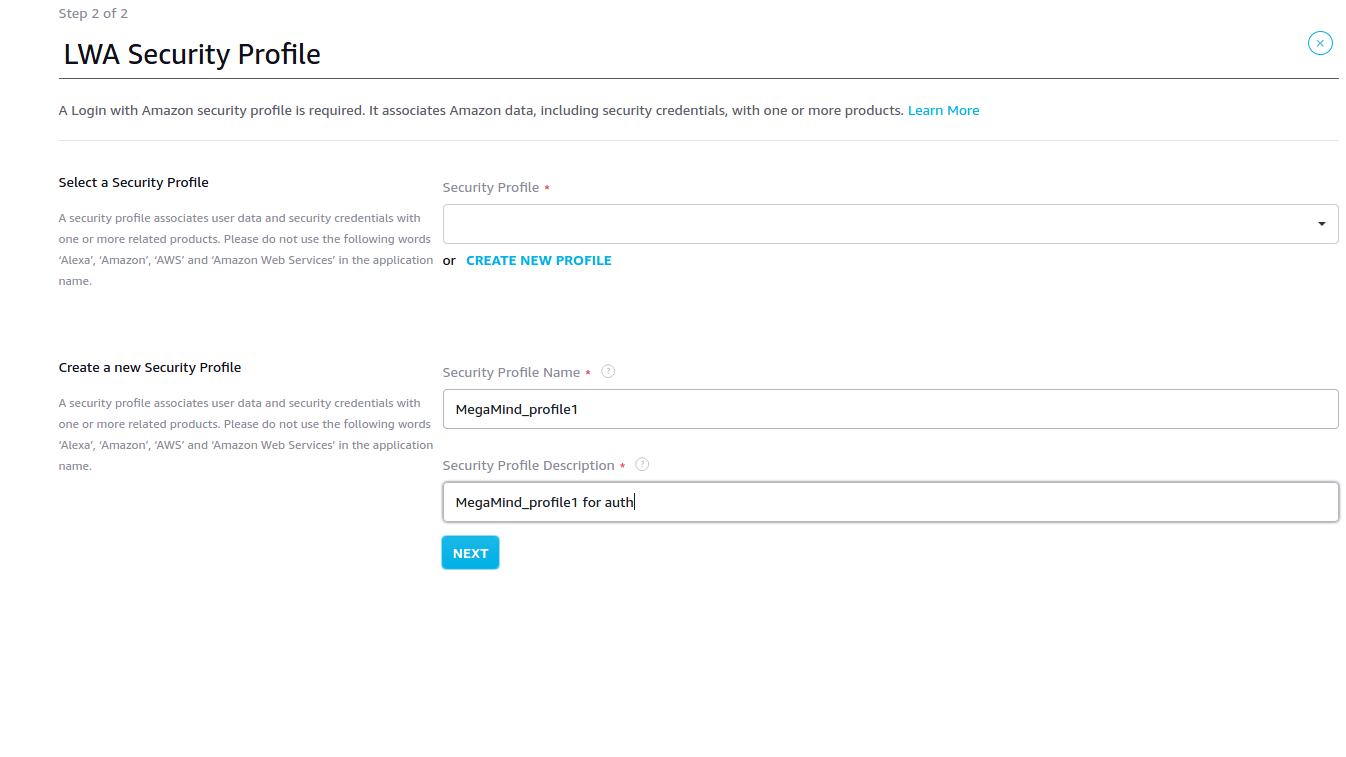 Step 2 of 2
LWA Security Profile
A Login with Amazon security profile is required. It associates Amazon data, including security credentials, with one or more products. Learn More
Select a Security Profile
A security profile associates user data and security credentials with
one or more related products. Please do not use the following words
‘Alexa’, ‘Amazon’, ‘AWS’ and ‘Amazon Web Services’ in the application
name.
Security Profile *
or CREATE NEW PROFILE
Create a new Security Profile
A security profile associates user data and security credentials with
one or more related products. Please do not use the following words
‘Alexa’, ‘Amazon’, ‘AWS’ and ‘Amazon Web Services’ in the application
name.
Security Profile Name * ?
MegaMind_profile1
Security Profile Description * ?
MegaMind_profile1 for auth
NEXT